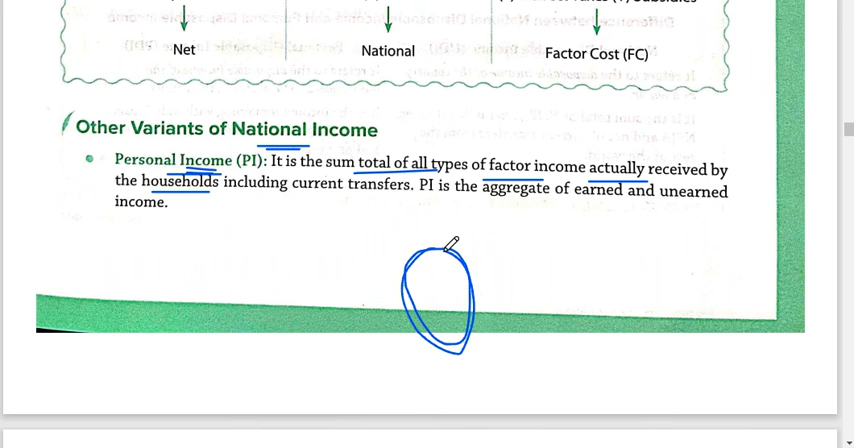 Net National Factor Cost (FC)
Other Variants of National Income
Personal Income (PI): It is the sum total of all types of factor income actually received by
the households including current transfers. PI is the aggregate of earned and unearned
income.